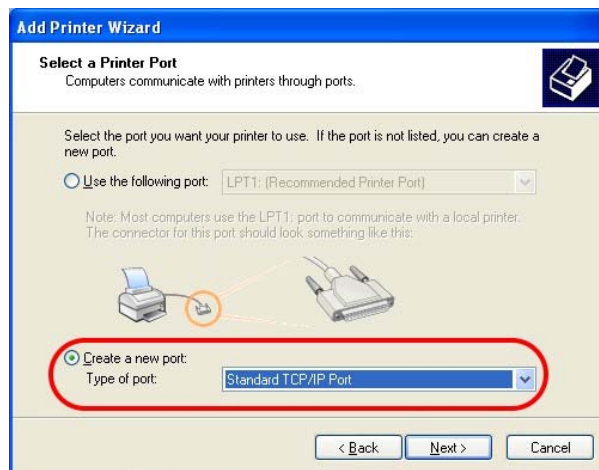 Add Printer Wizard
Select a Printer Port
Computers communicate with printers through ports.
Select the port you want your printer to use. If the port is not listed, you can create a
new port.
Use the following port: LPT1: (Recommended Printer Port)
Note: Most computers use the LPT1: port to communicate with a local printer.
The connector for this port should look something like this:
Create a new port:
Type of port: Standard TCP/IP Port
< Back Next > Cancel